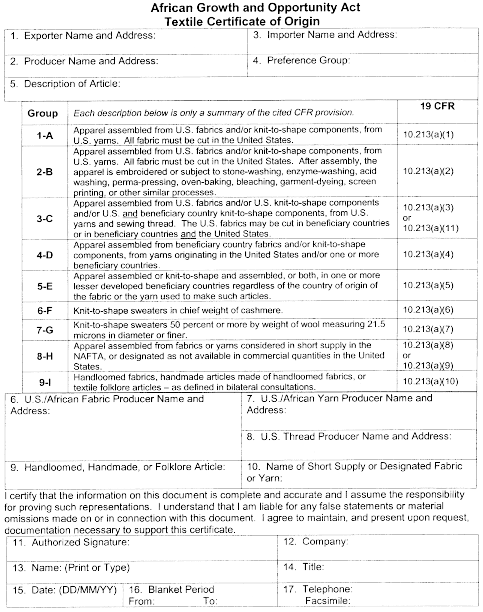 African Growth and Opportunity Act
Textile Certificate of Origin
1. Exporter Name and Address:
3. Importer Name and Address:
2. Producer Name and Address:
4. Preference Group:
5. Description of Article:
Group
Each description below is only a summary of the cited CFR provision.
19 CFR
1-A
Apparel assembled from U.S. fabrics and/or knit-to-shape components, from
U.S. yarns. All fabric must be cut in the United States.
10.213(a)(1)
2-B
Apparel assembled from U.S. fabrics and/or knit-to-shape components, from
U.S. yarns. All fabric must be cut in the United States. After assembly, the
apparel is embroidered or subject to stone-washing, enzyme-washing, acid
washing, perma-pressing, oven-baking, bleaching, garment-dyeing, screen
printing, or other similar processes.
10.213(a)(2)
3-C
Apparel assembled from U.S. fabrics and/or U.S. knit-to-shape components
and/or U.S. and beneficiary country knit-to-shape components, from U.S.
yarns and sewing thread. The U.S. fabrics may be cut in beneficiary countries
or in beneficiary countries and the United States.
10.213(a)(3)
or
10.213(a)(11)
4-D
Apparel assembled from beneficiary country fabrics and/or knit-to-shape
components, from yarns originating in the United States and/or one or more
beneficiary countries.
10.213(a)(4)
5-E
Apparel assembled or knit-to-shape and assembled, or both, in one or more
lesser developed beneficiary countries regardless of the country of origin of
the fabric or the yarn used to make such articles.
10.213(a)(5)
6-F
Knit-to-shape sweaters in chief weight of cashmere.
10.213(a)(6)
7-G
Knit-to-shape sweaters 50 percent or more by weight of wool measuring 21.5
microns in diameter or finer.
10.213(a)(7)
8-H
Apparel assembled from fabrics or yarns considered in short supply in the
NAFTA, or designated as not available in commercial quantities in the United
States.
10.213(a)(8)
or
10.213(a)(9)
9-I
Handloomed fabrics, handmade articles made of handloomed fabrics, or
textile folklore articles – as defined in bilateral consultations.
10.213(a)(10)
6. U.S./African Fabric Producer Name and
Address:
7. U.S./African Yarn Producer Name and
Address:
8. U.S. Thread Producer Name and Address:
9. Handloomed, Handmade, or Folklore Article:
10. Name of Short Supply or Designated Fabric
or Yarn:
I certify that the information on this document is complete and accurate and I assume the responsibility
for proving such representations. I understand that I am liable for any false statements or material
omissions made on or in connection with this document. I agree to maintain, and present upon request,
documentation necessary to support this certificate.
11. Authorized Signature:
12. Company:
13. Name: (Print or Type)
14. Title:
15. Date: (DD/MM/YY)
16. Blanket Period
From: To:
17. Telephone:
Facsimile: